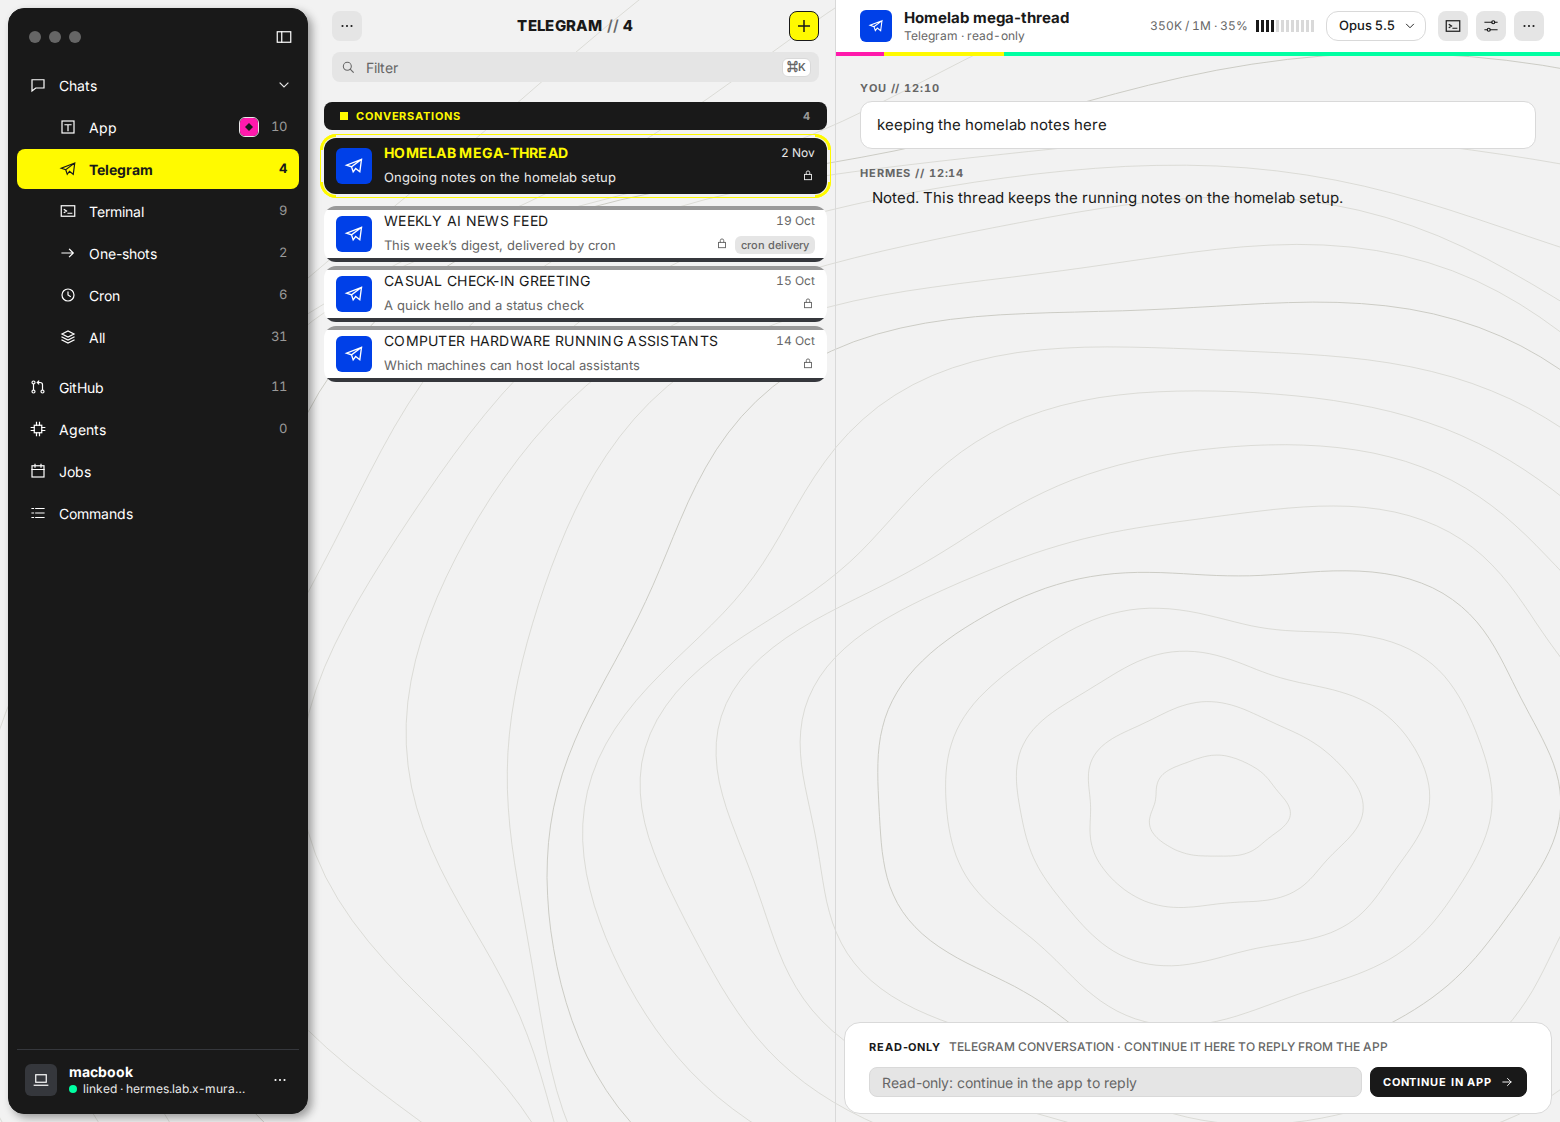 Chats
App 10
Telegram 4
Terminal 9
One-shots 2
Cron 6
All 31
GitHub 11
Agents 0
Jobs
Commands
macbook
linked · hermes.lab.x-mura...
TELEGRAM // 4
Filter ⌘K
CONVERSATIONS 4
HOMELAB MEGA-THREAD 2 Nov
Ongoing notes on the homelab setup
WEEKLY AI NEWS FEED 19 Oct
This week’s digest, delivered by cron cron delivery
CASUAL CHECK-IN GREETING 15 Oct
A quick hello and a status check
COMPUTER HARDWARE RUNNING ASSISTANTS 14 Oct
Which machines can host local assistants
Homelab mega-thread
Telegram · read-only
350K / 1M · 35%
Opus 5.5
YOU // 12:10
keeping the homelab notes here
HERMES // 12:14
Noted. This thread keeps the running notes on the homelab setup.
READ-ONLY TELEGRAM CONVERSATION · CONTINUE IT HERE TO REPLY FROM THE APP
Read-only: continue in the app to reply
CONTINUE IN APP